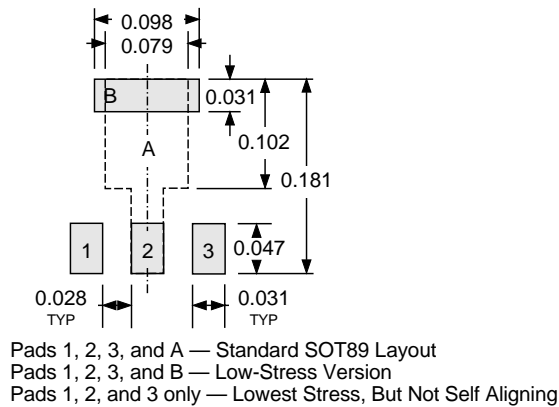 0.098
0.079
B
0.031
A
0.102
0.181
1
2
3
0.047
0.028
TYP
0.031
TYP
Pads 1, 2, 3, and A — Standard SOT89 Layout
Pads 1, 2, 3, and B — Low-Stress Version
Pads 1, 2, and 3 only — Lowest Stress, But Not Self Aligning